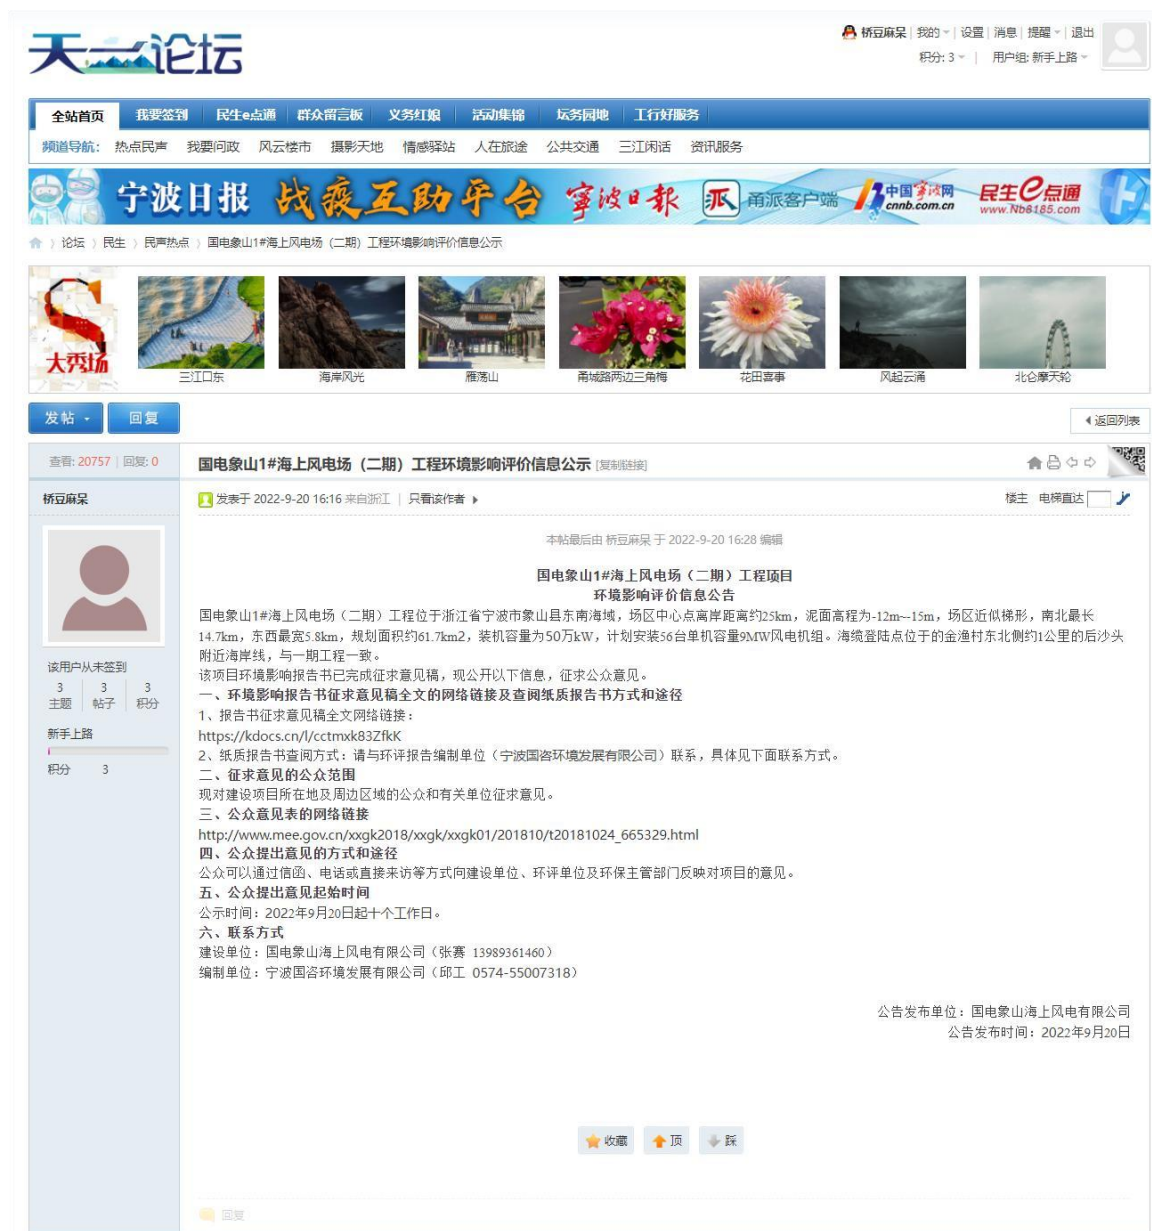 天一论坛
桥豆麻呆 | 我的 | 设置 | 消息 | 提醒 | 退出
积分: 3 | 用户组: 新手上路
全站首页 我要签到 民生e点通 群众留言板 义务红娘 活动集锦 坛务园地 工行好服务
频道导航: 热点民声 我要问政 风云楼市 摄影天地 情感驿站 人在旅途 公共交通 三江闲话 资讯服务
宁波日报 战疫互助平台 寧波日报 派 甬派客户端 中国寧波网 cnnb.com.cn 民生e点通 www.Nb8185.com
论坛 〉 民生 〉 民声热点 〉 国电象山1#海上风电场（二期）工程环境影响评价信息公示
大秀场
三江口东 海岸风光 雁荡山 甬城路两边三角梅 花田喜事 风起云涌 北仑摩天轮
发帖 回复 返回列表
查看: 20757 | 回复: 0
国电象山1#海上风电场（二期）工程环境影响评价信息公示 [复制链接]
桥豆麻呆
发表于 2022-9-20 16:16 来自浙江 | 只看该作者
楼主 电梯直达
本帖最后由 桥豆麻呆 于 2022-9-20 16:28 编辑
国电象山1#海上风电场（二期）工程项目
环境影响评价信息公告
国电象山1#海上风电场（二期）工程位于浙江省宁波市象山县东南海域，场区中心点离岸距离约25km，泥面高程为-12m~-15m，场区近似梯形，南北最长
14.7km，东西最宽5.8km，规划面积约61.7km2，装机容量为50万kW，计划安装56台单机容量9MW风电机组。海缆登陆点位于的金漕村东北侧约1公里的后沙头
附近海岸线，与一期工程一致。
该项目环境影响报告书已完成征求意见稿，现公开以下信息，征求公众意见。
一、环境影响报告书征求意见稿全文的网络链接及查阅纸质报告书方式和途径
1、报告书征求意见稿全文网络链接：
https://kdocs.cn/l/cctmxk83ZfkK
2、纸质报告书查阅方式：请与环评报告编制单位（宁波国咨环境发展有限公司）联系，具体见下面联系方式。
二、征求意见的公众范围
现对建设项目所在地及周边区域的公众和有关单位征求意见。
三、公众意见表的网络链接
http://www.mee.gov.cn/xxgk2018/xxgk/xxgk01/201810/t20181024_665329.html
四、公众提出意见的方式和途径
公众可以通过信函、电话或直接来访等方式向建设单位、环评单位及环保主管部门反映对项目的意见。
五、公众提出意见起始时间
公示时间：2022年9月20日起十个工作日。
六、联系方式
建设单位：国电象山海上风电有限公司（张赛 13989361460）
编制单位：宁波国咨环境发展有限公司（邱工 0574-55007318）
公告发布单位：国电象山海上风电有限公司
公告发布时间：2022年9月20日
该用户从未签到
3 3 3
主题 帖子 积分
新手上路
积分 3
收藏 顶 踩
回复